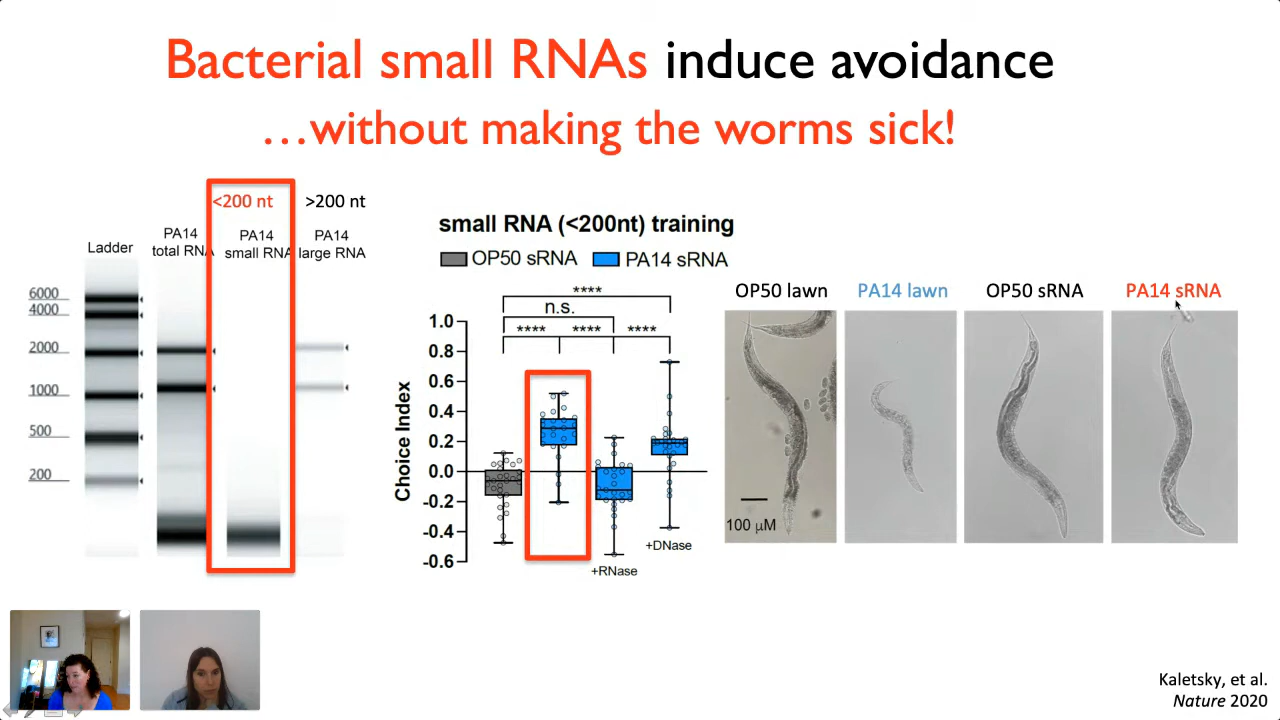 Bacterial small RNAs induce avoidance
…without making the worms sick!
<200 nt
>200 nt
Ladder
PA14
total RNA
PA14
small RNA
PA14
large RNA
6000
4000
2000
1000
500
200
small RNA (<200nt) training
OP50 sRNA
PA14 sRNA
****
n.s.
****
****
****
1.0
0.8
0.6
0.4
0.2
0.0
-0.2
-0.4
-0.6
Choice Index
+RNase
+DNase
OP50 lawn
PA14 lawn
OP50 sRNA
PA14 sRNA
100 µM
Kaletsky, et al.
Nature 2020